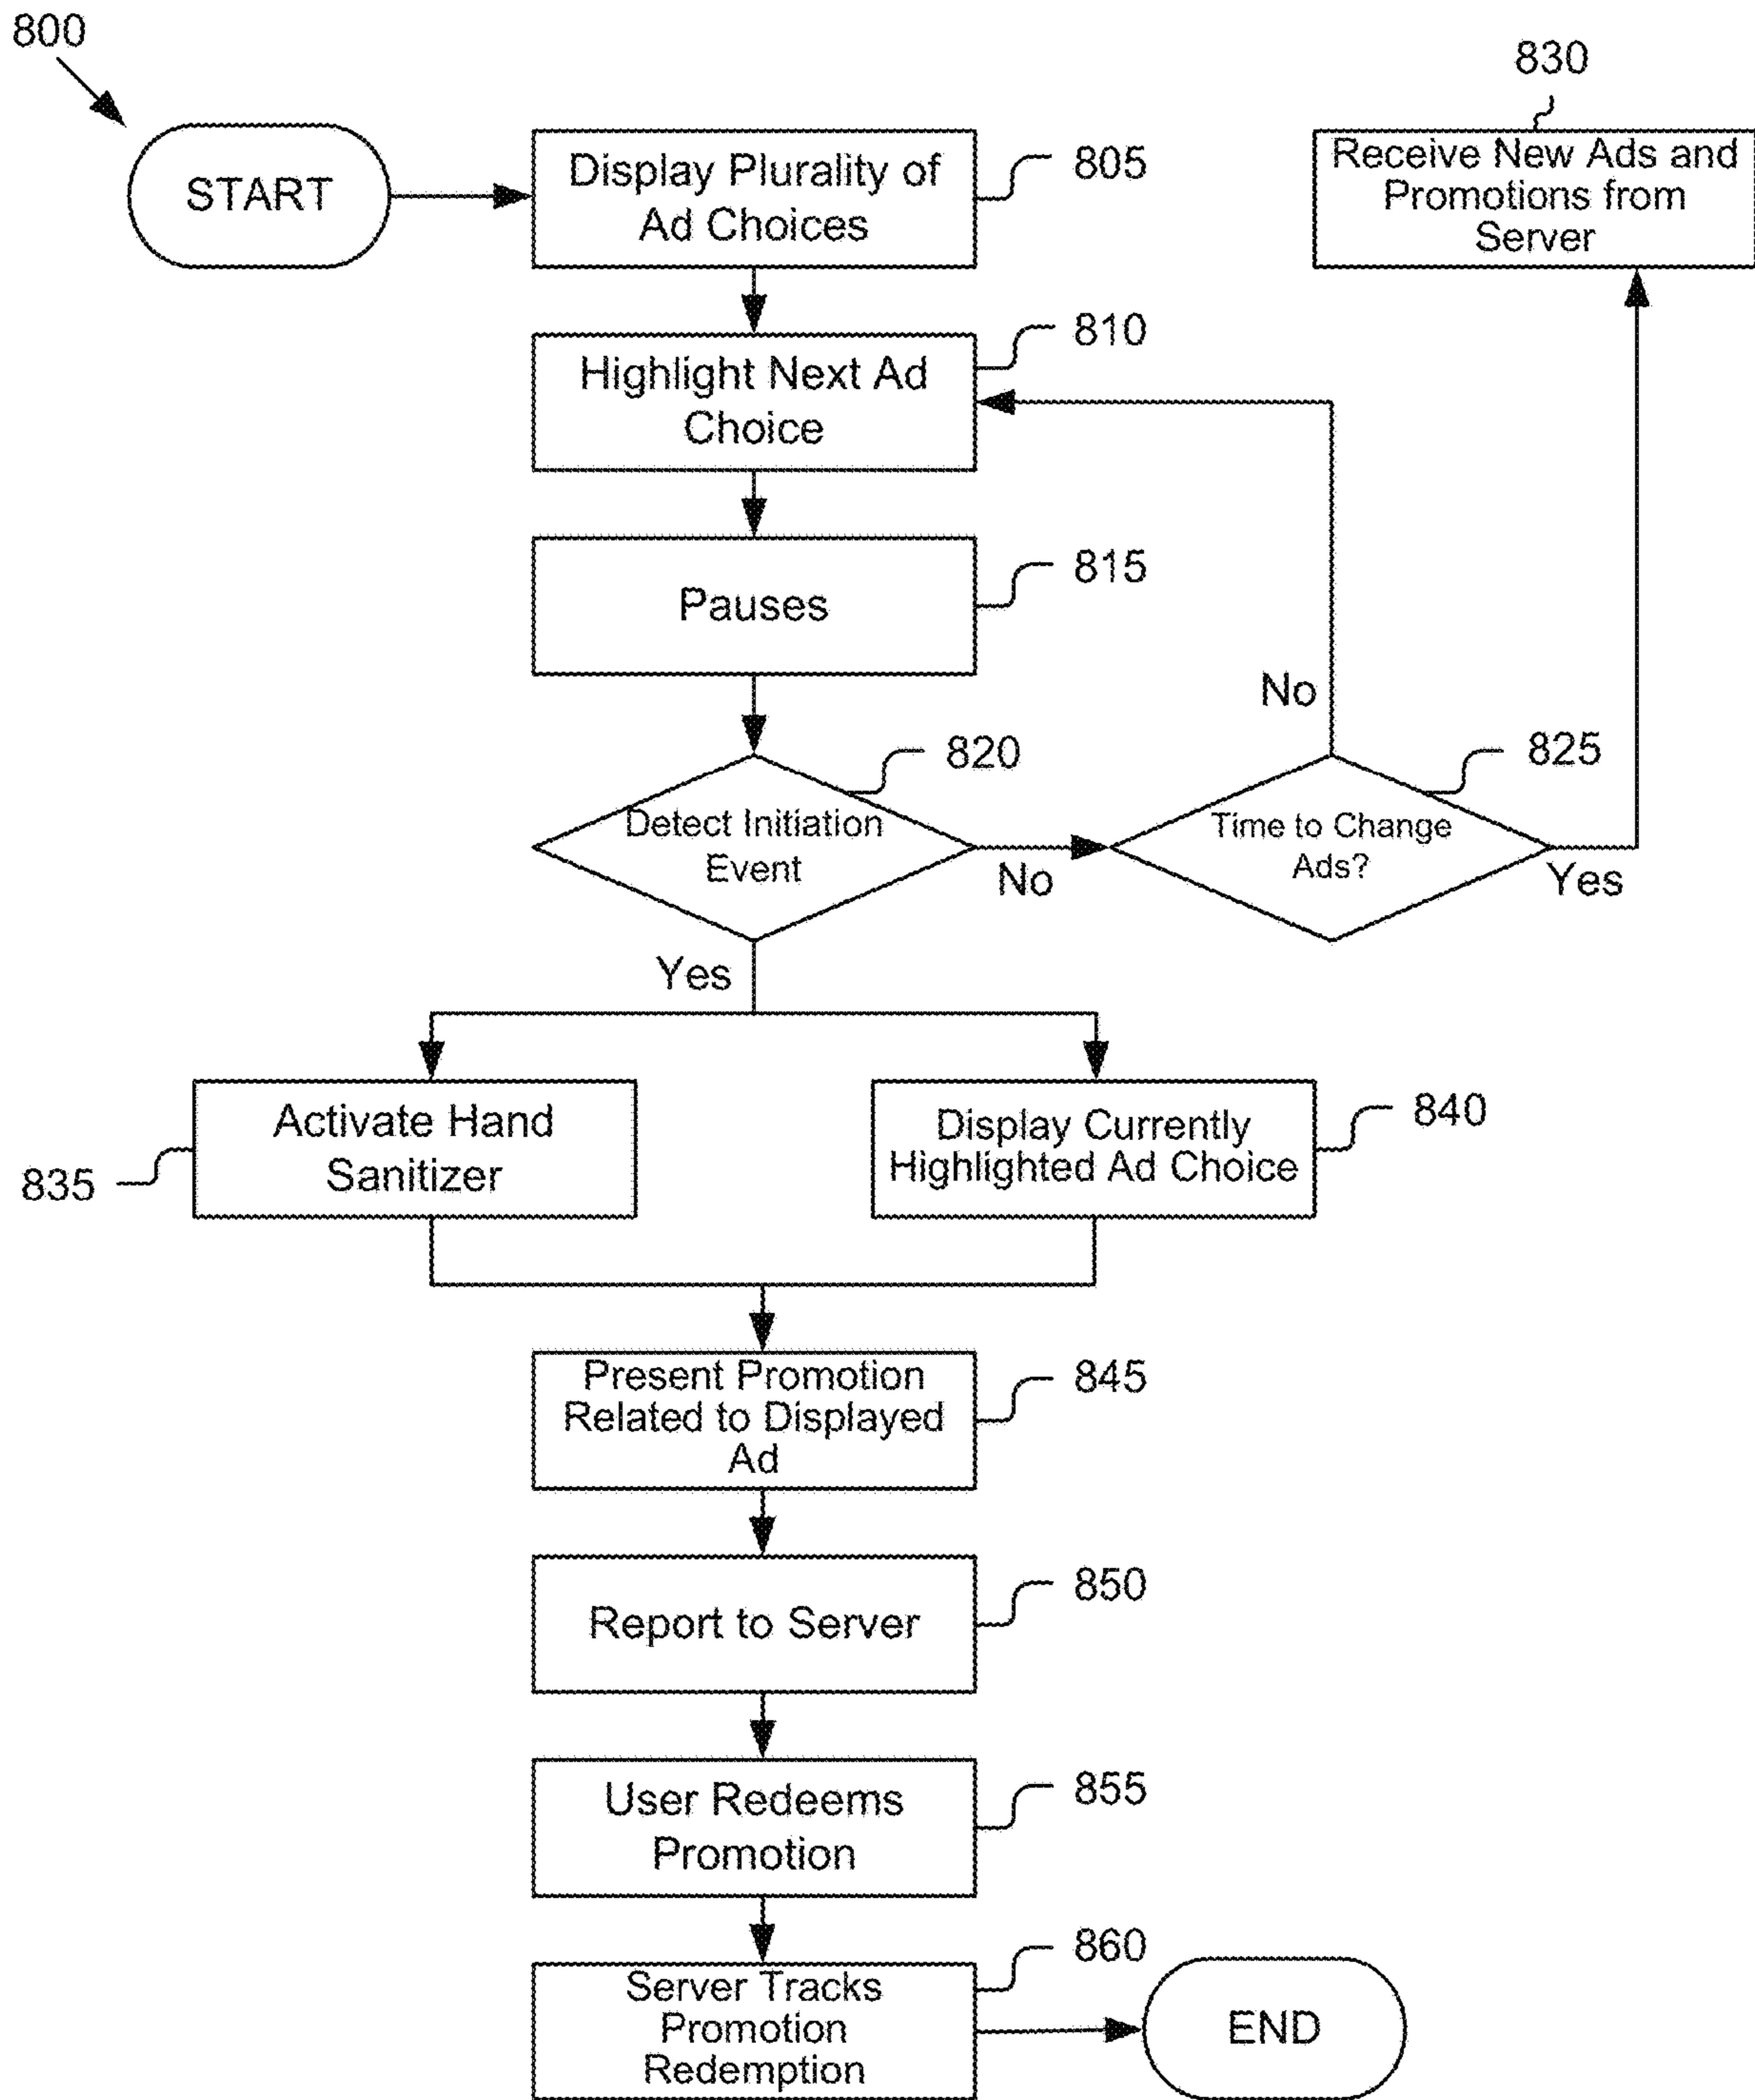 800
START
Display Plurality of
Ad Choices
805
830
Receive New Ads and
Promotions from
Server
810
Highlight Next Ad
Choice
815
Pauses
No
820
825
Detect Initiation
Event
No
Time to Change
Ads?
Yes
Yes
Activate Hand
Sanitizer
835
Display Currently
Highlighted Ad Choice
840
Present Promotion
Related to Displayed
Ad
845
850
Report to Server
855
User Redeems
Promotion
860
Server Tracks
Promotion
Redemption
END